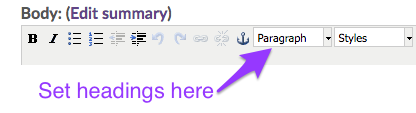 Body: (Edit summary)
B I Paragraph Styles
Set headings here